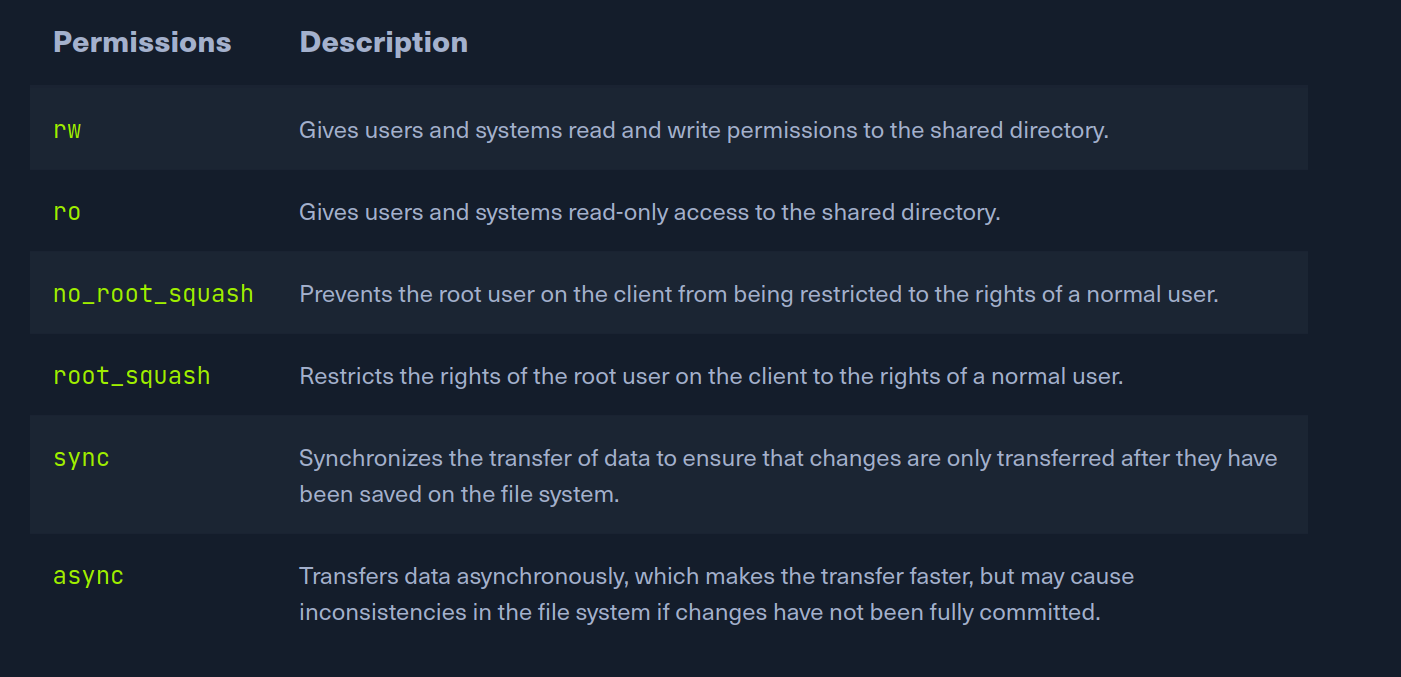 Permissions Description
rw Gives users and systems read and write permissions to the shared directory.
ro Gives users and systems read-only access to the shared directory.
no_root_squash Prevents the root user on the client from being restricted to the rights of a normal user.
root_squash Restricts the rights of the root user on the client to the rights of a normal user.
sync Synchronizes the transfer of data to ensure that changes are only transferred after they have
been saved on the file system.
async Transfers data asynchronously, which makes the transfer faster, but may cause
inconsistencies in the file system if changes have not been fully committed.